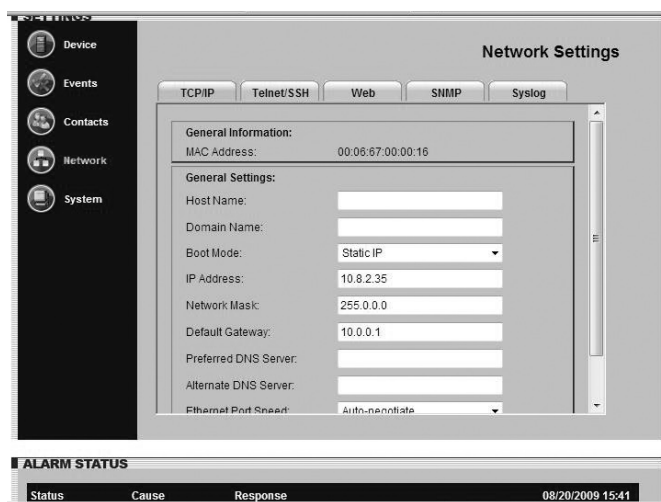 SETTINGS
Device
Events
Contacts
Network
System
Network Settings
TCP/IP Telnet/SSH Web SNMP Syslog
General Information:
MAC Address: 00:06:67:00:00:16
General Settings:
Host Name:
Domain Name:
Boot Mode: Static IP
IP Address: 10.8.2.35
Network Mask: 255.0.0.0
Default Gateway: 10.0.0.1
Preferred DNS Server:
Alternate DNS Server:
Ethernet Port Speed: Auto-negotiate
ALARM STATUS
Status Cause Response 08/20/2009 15:41